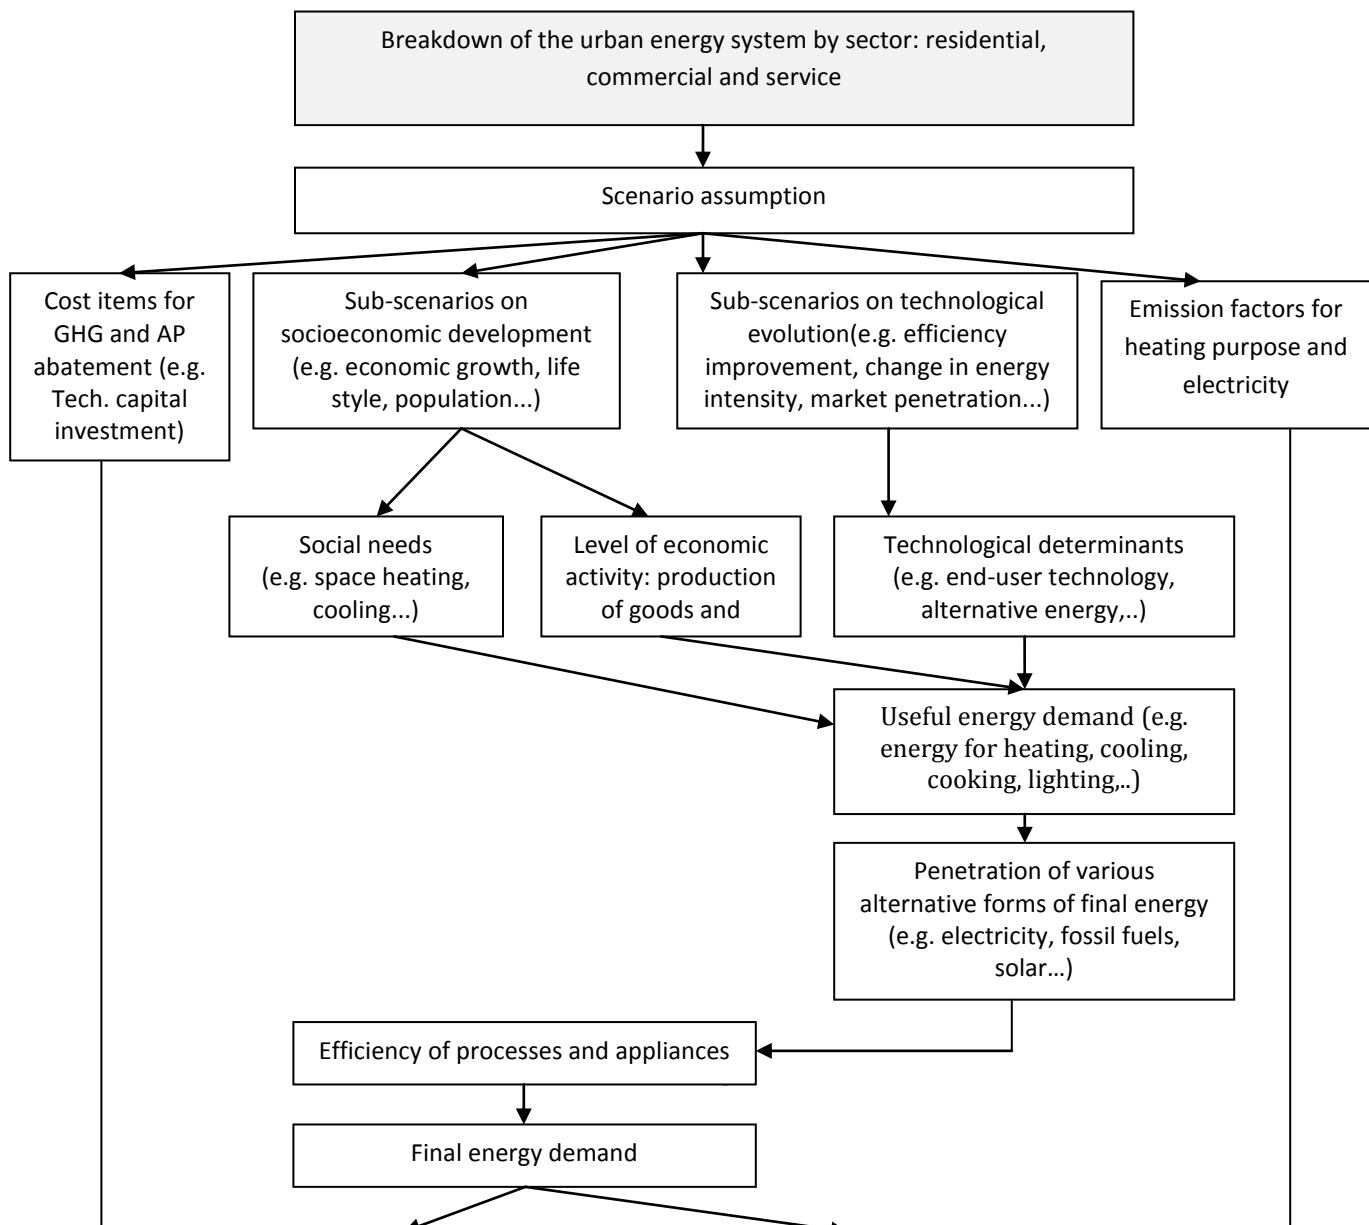 Breakdown of the urban energy system by sector: residential,
commercial and service
Scenario assumption
Cost items for
GHG and AP
abatement (e.g.
Tech. capital
investment)
Sub-scenarios on
socioeconomic development
(e.g. economic growth, life
style, population...)
Sub-scenarios on technological
evolution(e.g. efficiency
improvement, change in energy
intensity, market penetration...)
Emission factors for
heating purpose and
electricity
Social needs
(e.g. space heating,
cooling...)
Level of economic
activity: production
of goods and
Technological determinants
(e.g. end-user technology,
alternative energy,..)
Useful energy demand (e.g.
energy for heating, cooling,
cooking, lighting,..)
Penetration of various
alternative forms of final energy
(e.g. electricity, fossil fuels,
solar…)
Efficiency of processes and appliances
Final energy demand